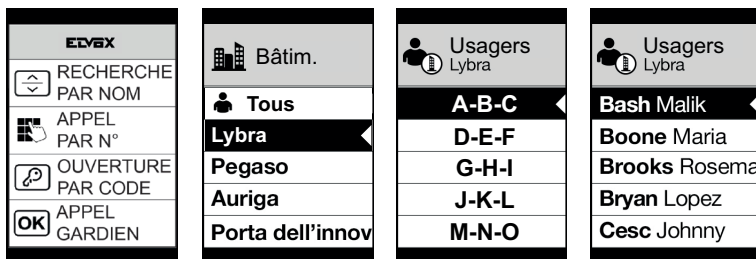 ELVOX
RECHERCHE
PAR NOM
APPEL
PAR N°
OUVERTURE
PAR CODE
OK APPEL
GARDIEN
Bâtim.
Tous
Lybra
Pegaso
Auriga
Porta dell'innov
Usagers
Lybra
A-B-C
D-E-F
G-H-I
J-K-L
M-N-O
Usagers
Lybra
Bash Malik
Boone Maria
Brooks Rosema
Bryan Lopez
Cesc Johnny